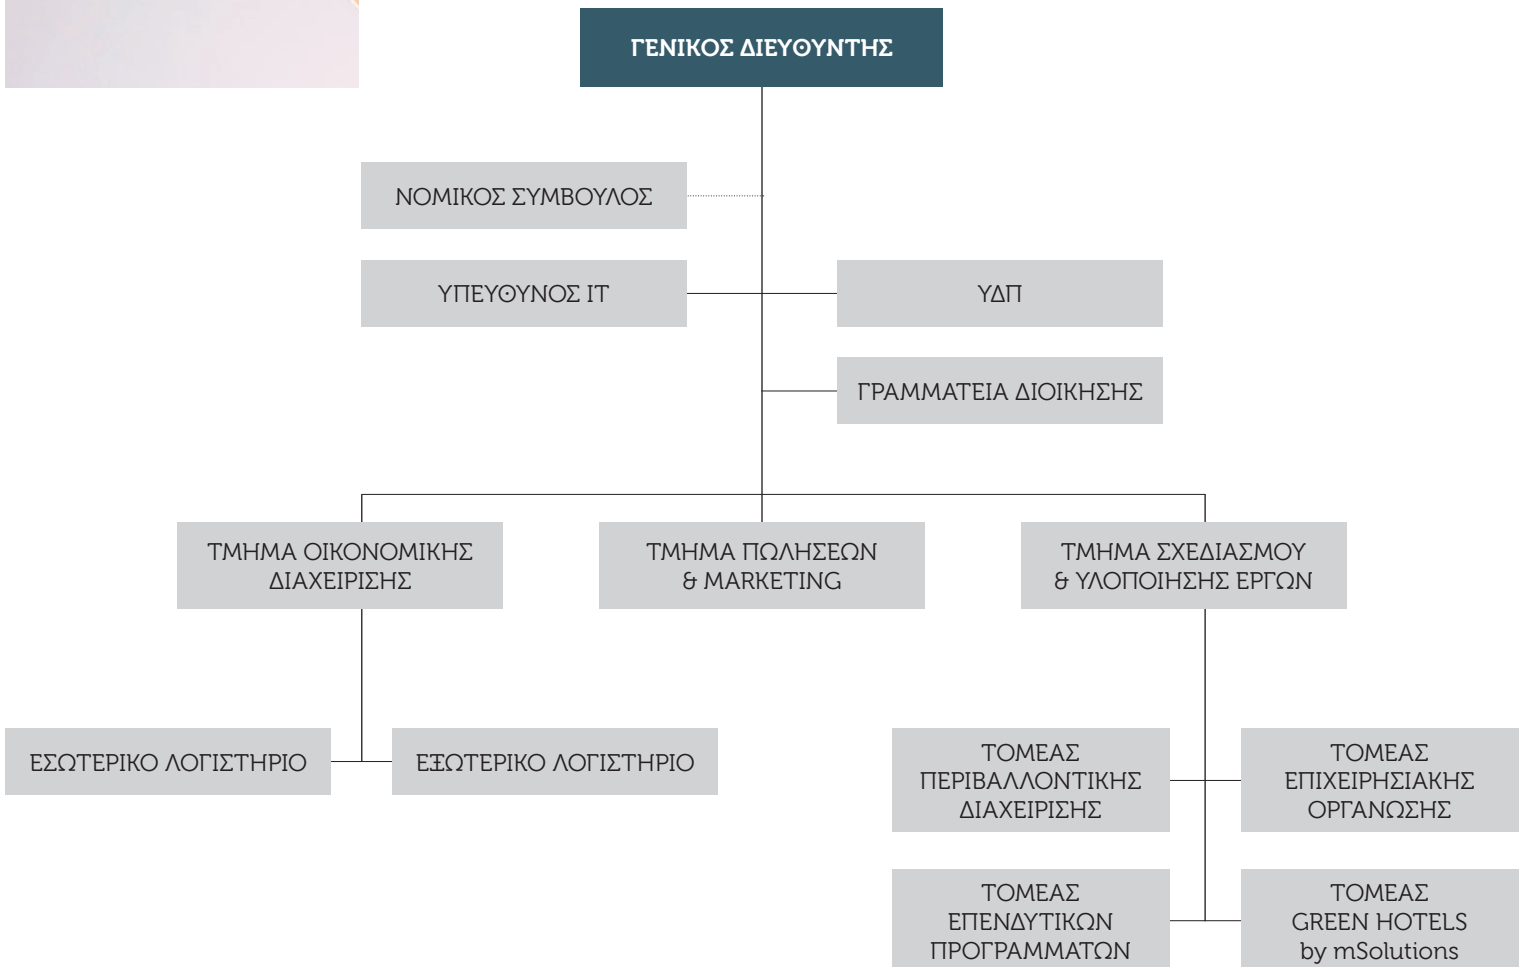 ΓΕΝΙΚΟΣ ΔΙΕΥΘΥΝΤΗΣ
ΝΟΜΙΚΟΣ ΣΥΜΒΟΥΛΟΣ
ΥΠΕΥΘΥΝΟΣ IT
ΥΔΠ
ΓΡΑΜΜΑΤΕΙΑ ΔΙΟΙΚΗΣΗΣ
ΤΜΗΜΑ ΟΙΚΟΝΟΜΙΚΗΣ
ΔΙΑΧΕΙΡΙΣΗΣ
ΤΜΗΜΑ ΠΩΛΗΣΕΩΝ
& MARKETING
ΤΜΗΜΑ ΣΧΕΔΙΑΣΜΟΥ
& ΥΛΟΠΟΙΗΣΗΣ ΕΡΓΩΝ
ΕΣΩΤΕΡΙΚΟ ΛΟΓΙΣΤΗΡΙΟ
ΕΞΩΤΕΡΙΚΟ ΛΟΓΙΣΤΗΡΙΟ
ΤΟΜΕΑΣ
ΠΕΡΙΒΑΛΛΟΝΤΙΚΗΣ
ΔΙΑΧΕΙΡΙΣΗΣ
ΤΟΜΕΑΣ
ΕΠΙΧΕΙΡΗΣΙΑΚΗΣ
ΟΡΓΑΝΩΣΗΣ
ΤΟΜΕΑΣ
ΕΠΕΝΔΥΤΙΚΩΝ
ΠΡΟΓΡΑΜΜΑΤΩΝ
ΤΟΜΕΑΣ
GREEN HOTELS
by mSolutions